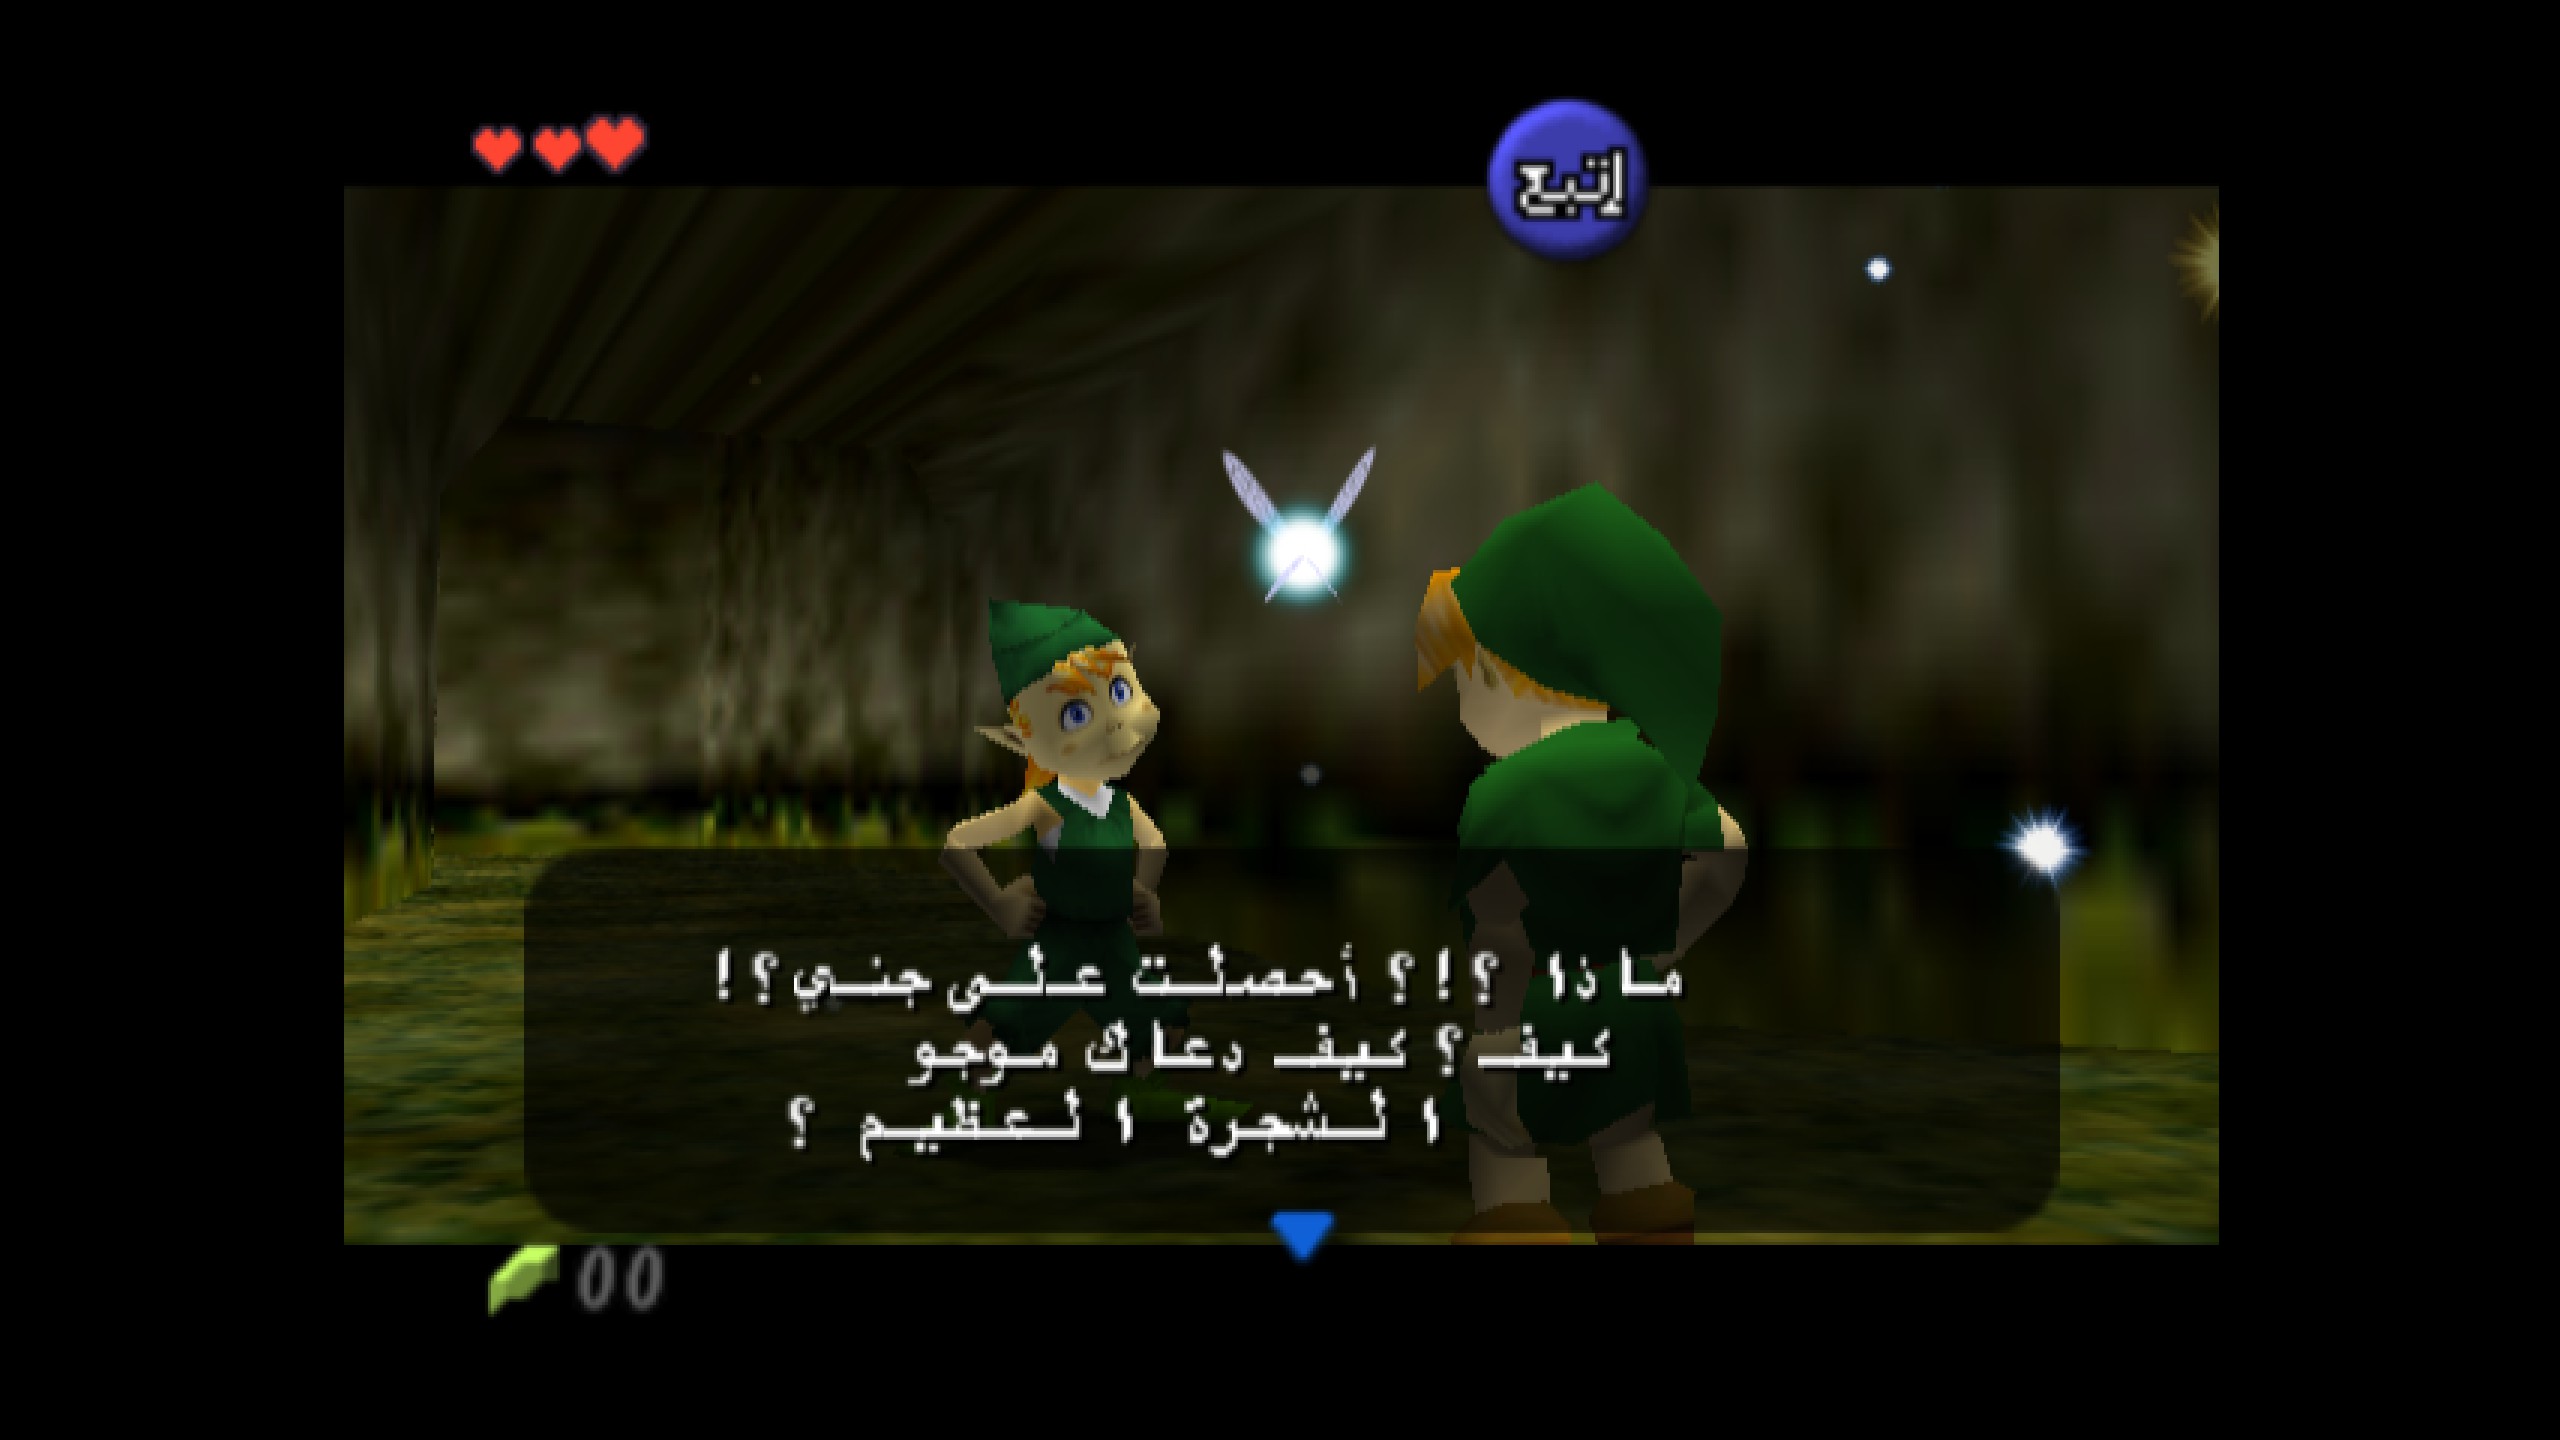 إتبع
ماذا ؟!؟ أحصلت على جني؟!
كيف؟ كيف دعاك موجو
الشجرة العظيم ؟
00